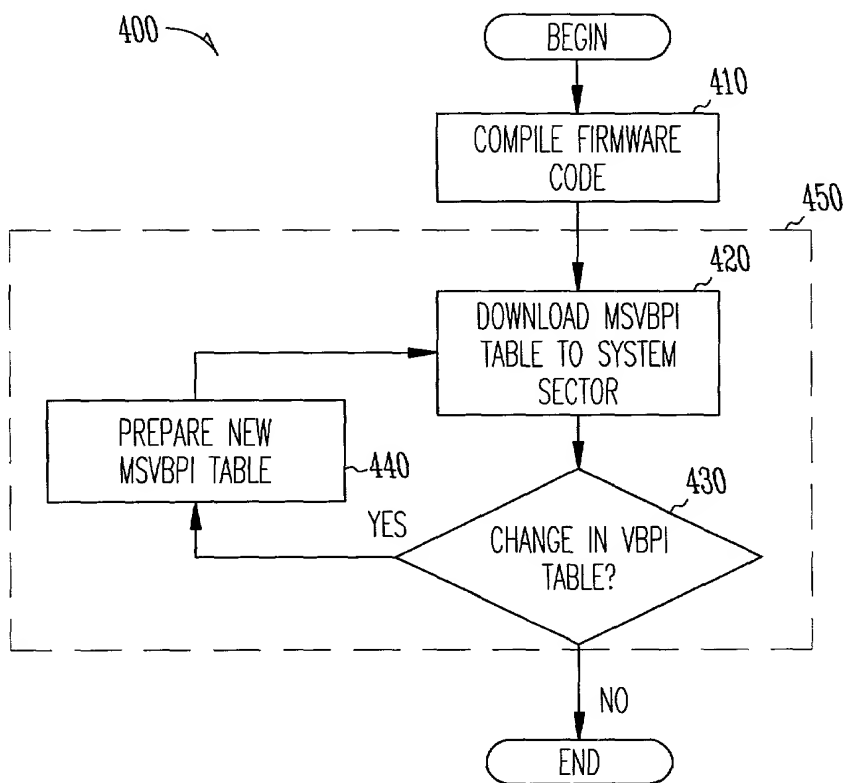 400
BEGIN
410
COMPILE FIRMWARE
CODE
450
420
DOWNLOAD MSVBPI
TABLE TO SYSTEM
SECTOR
PREPARE NEW
MSVBPI TABLE
440
430
YES
CHANGE IN VBPI
TABLE?
NO
END